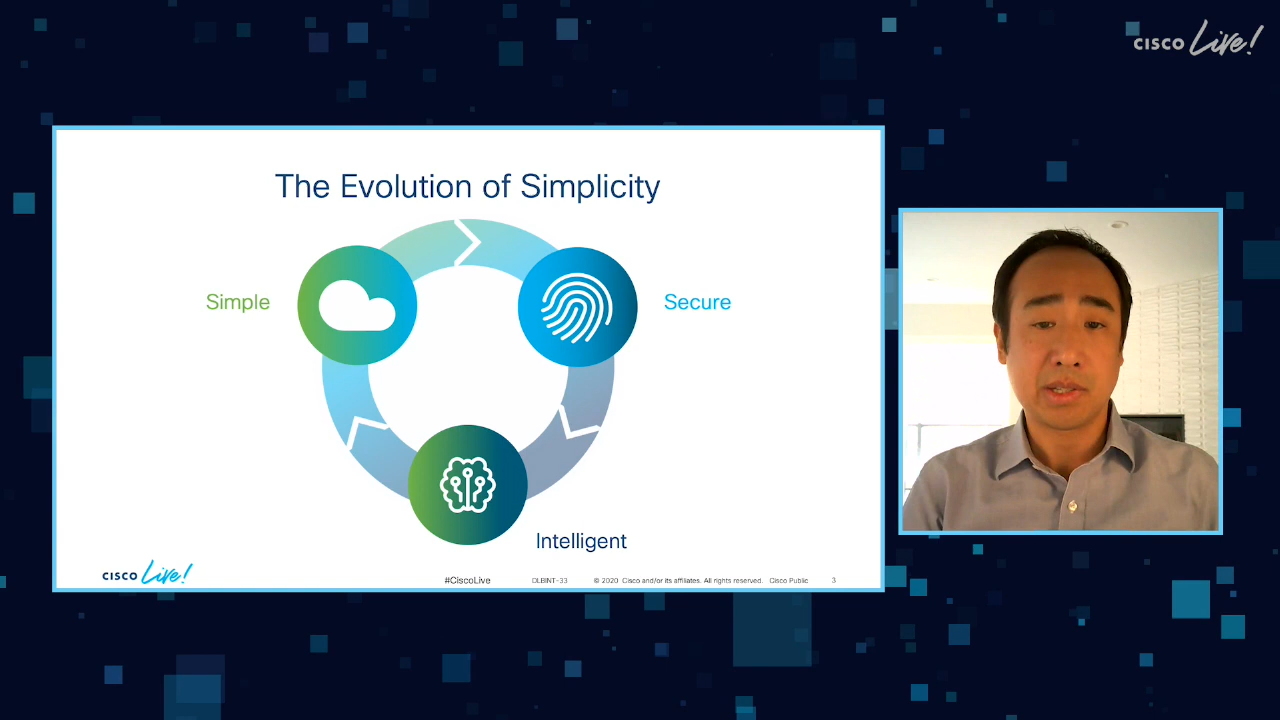 CISCO Live!
The Evolution of Simplicity
Simple
Secure
Intelligent
CISCO Live!
#CiscoLive
DLBINT-33
© 2020 Cisco and/or its affiliates. All rights reserved. Cisco Public
3